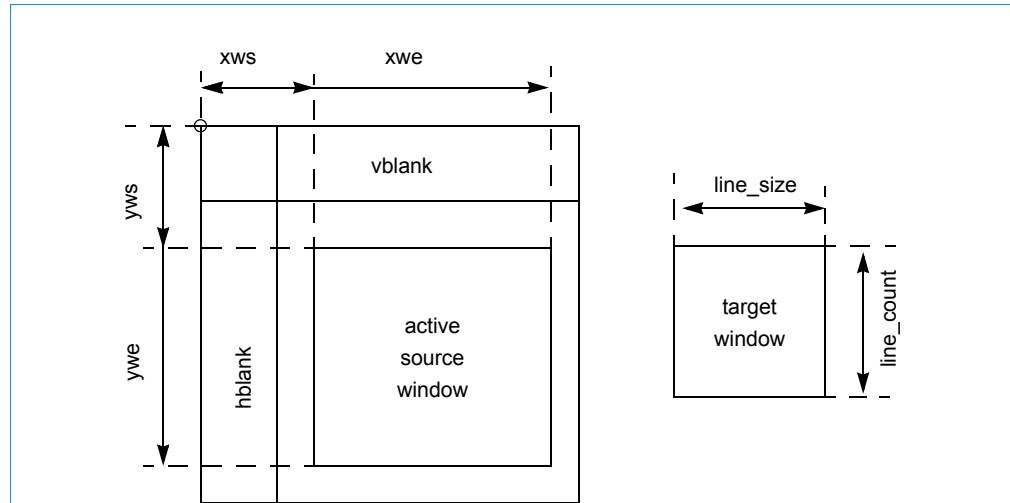 xws
xwe
vblank
yws
line_size
target
window
line_count
active
source
window
ywe
hblank